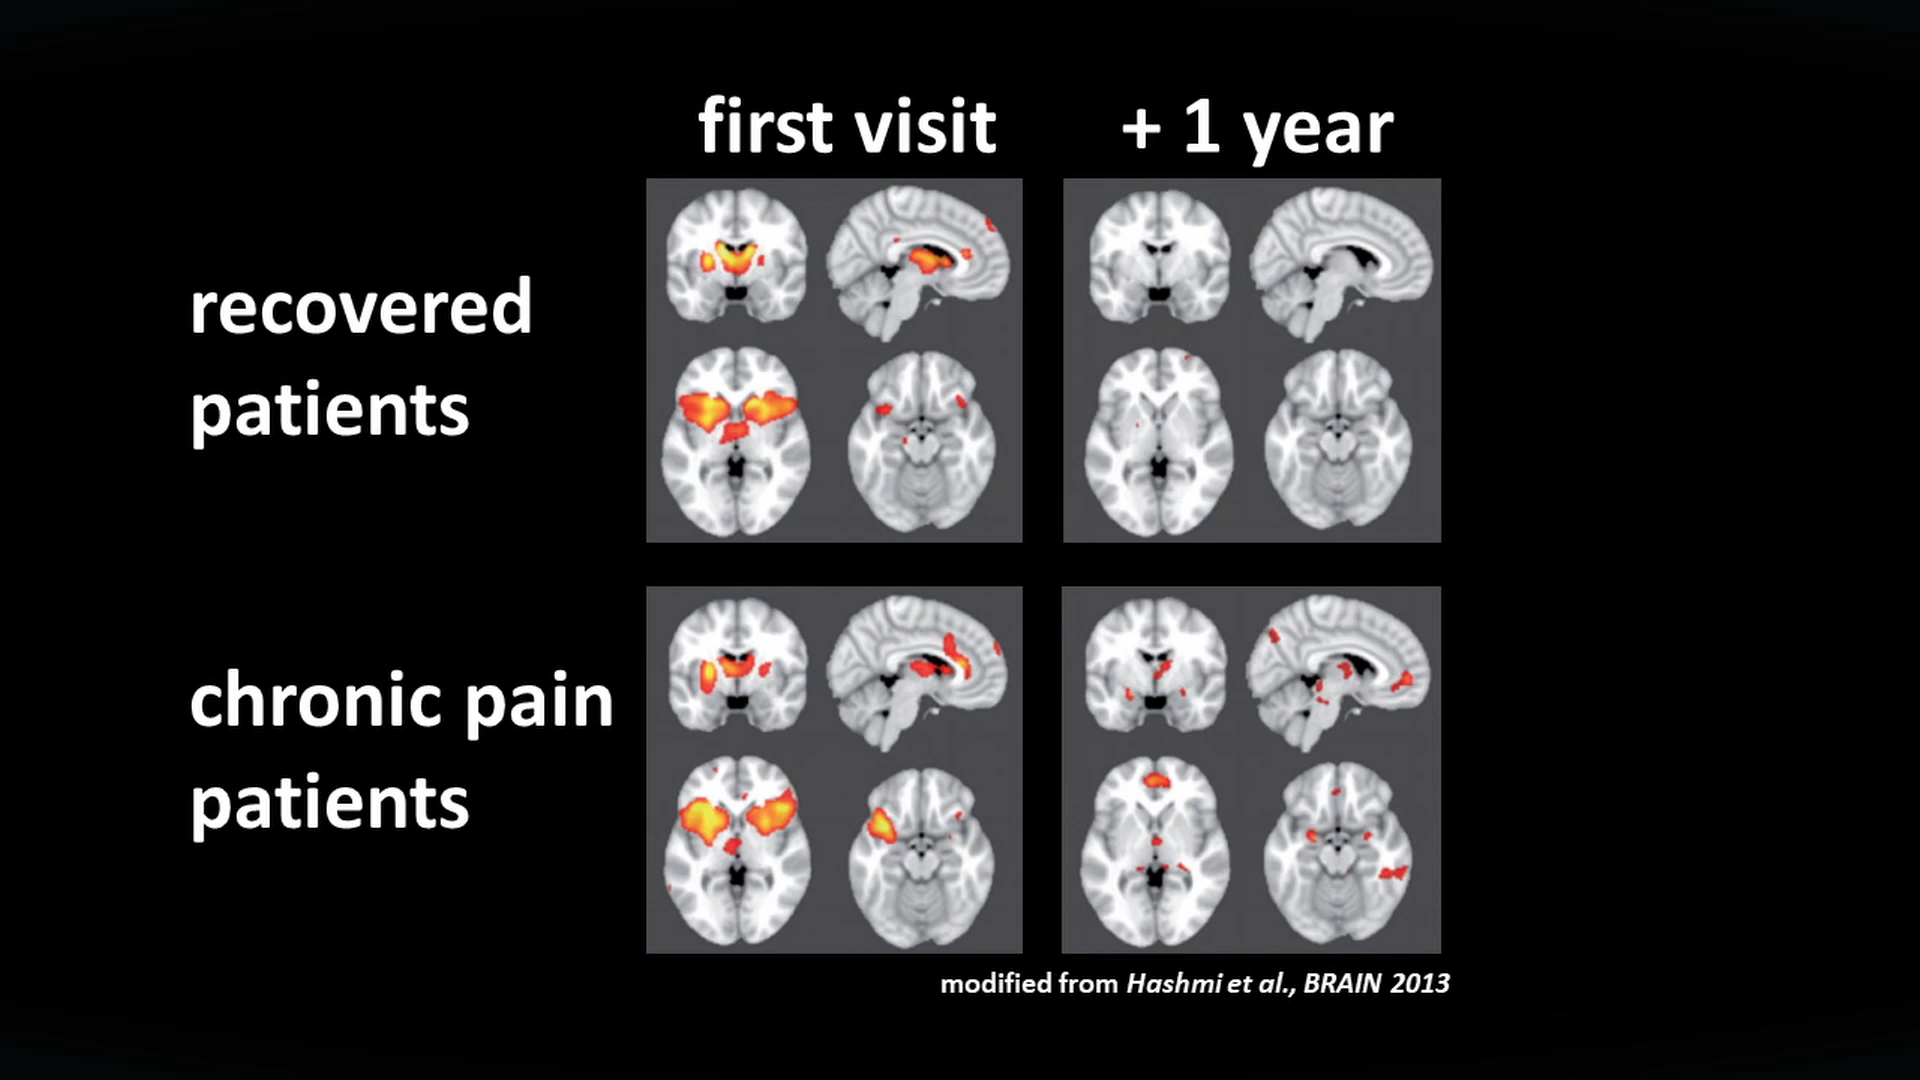 first visit
+ 1 year
recovered
patients
chronic pain
patients
modified from Hashmi et al., BRAIN 2013